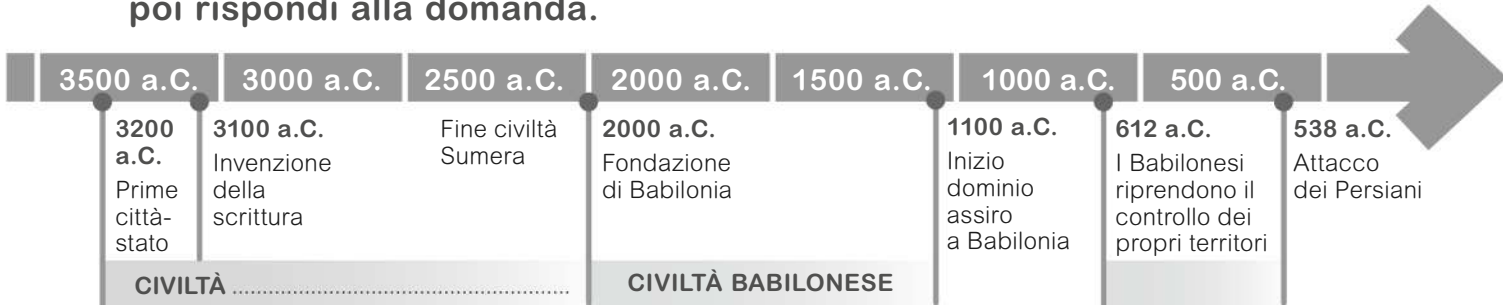 poi rispondi alla domanda.
3500 a.C. 3000 a.C. 2500 a.C. 2000 a.C. 1500 a.C. 1000 a.C. 500 a.C.
3200
a.C.
Prime
città-
stato
3100 a.C.
Invenzione
della
scrittura
Fine civiltà
Sumera
2000 a.C.
Fondazione
di Babilonia
1100 a.C.
Inizio
dominio
assiro
a Babilonia
612 a.C.
I Babilonesi
riprendono il
controllo dei
propri territori
538 a.C.
Attacco
dei Persiani
CIVILTÀ ........................................................
CIVILTÀ BABILONESE